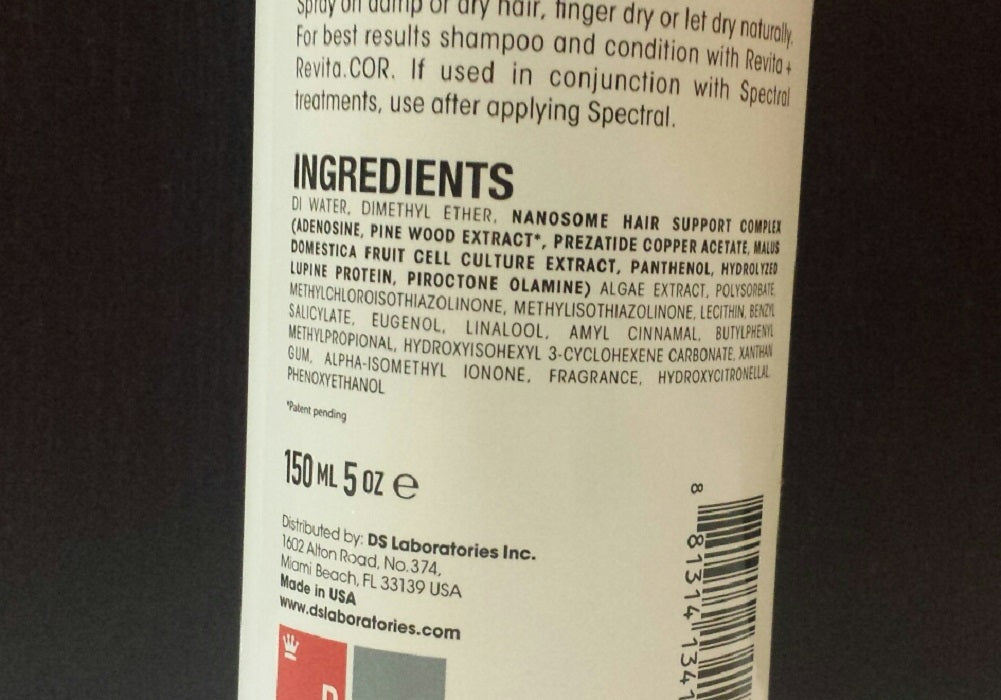 Spray on damp or dry hair, finger dry or let dry naturally.
For best results shampoo and condition with Revita +
Revita.COR. If used in conjunction with Spectral
treatments, use after applying Spectral.
INGREDIENTS
DI WATER, DIMETHYL ETHER, NANOSOME HAIR SUPPORT COMPLEX
(ADENOSINE, PINE WOOD EXTRACT*, PREZATIDE COPPER ACETATE, MALUS
DOMESTICA FRUIT CELL CULTURE EXTRACT, PANTHENOL, HYDROLYZED
LUPINE PROTEIN, PIROCTONE OLAMINE) ALGAE EXTRACT, POLYSORBATE,
METHYLCHLOROISOTHIAZOLINONE, METHYLISOTHIAZOLINONE, LECITHIN, BENZYL
SALICYLATE, EUGENOL, LINALOOL, AMYL CINNAMAL, BUTYLPHENYL
METHYLPROPIONAL, HYDROXYISOHEXYL 3-CYCLOHEXENE CARBONATE, XANTHAN
GUM, ALPHA-ISOMETHYL IONONE, FRAGRANCE, HYDROXYCITRONELLAL,
PHENOXYETHANOL
*Patent pending
150 ML 5 OZ e
Distributed by: DS Laboratories Inc.
1602 Alton Road, No.374,
Miami Beach, FL 33139 USA
Made in USA
www.dslaboratories.com
8 81314 1341